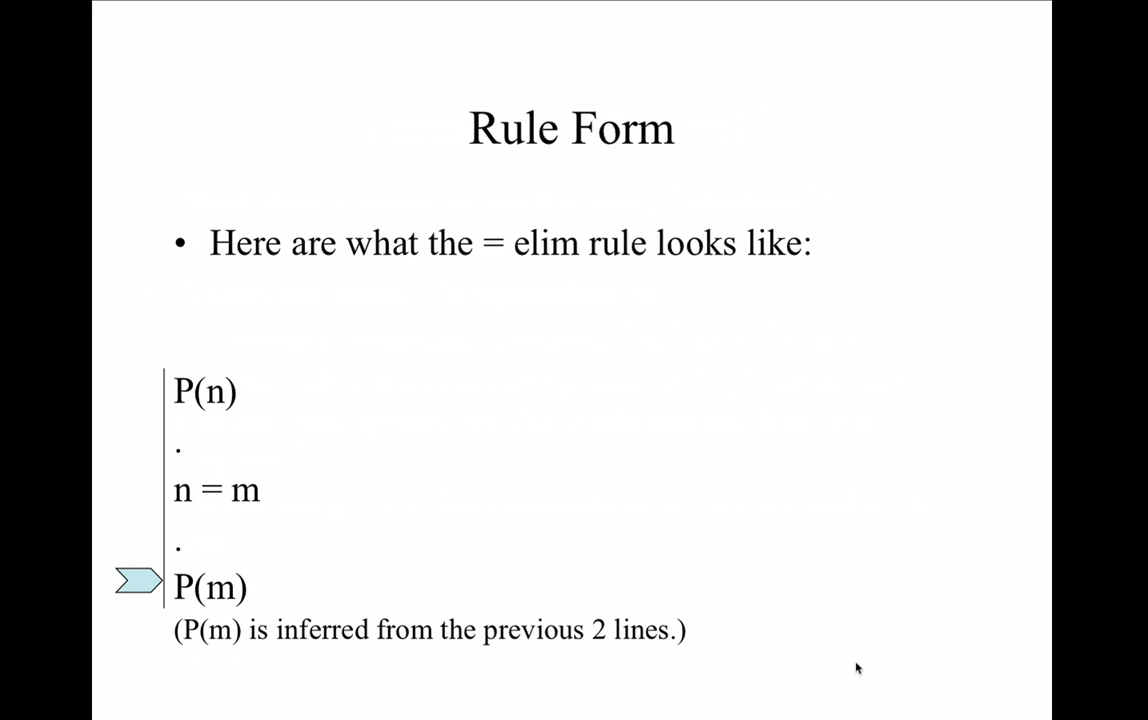 Rule Form
• Here are what the = elim rule looks like:
P(n)
.
n = m
.
P(m)
(P(m) is inferred from the previous 2 lines.)